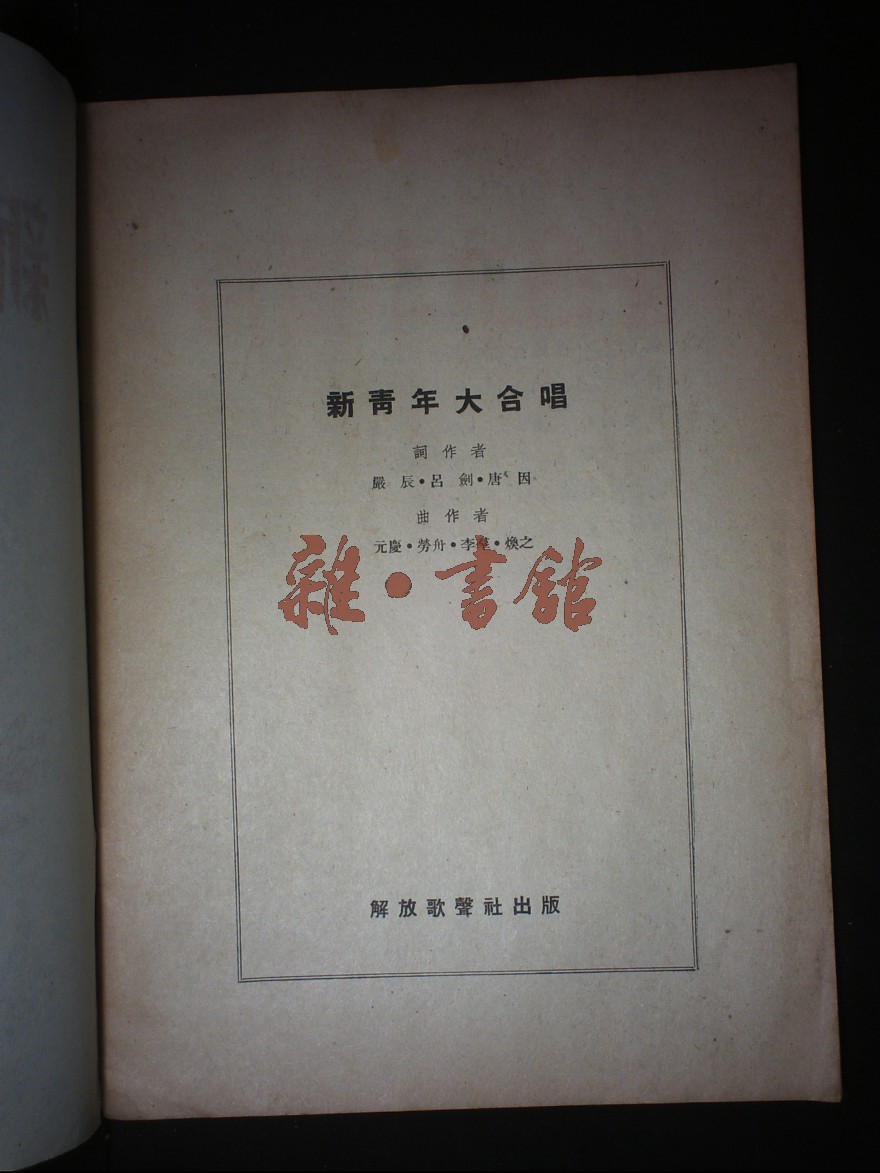 新青年大合唱
詞作者
嚴辰·呂劍·唐因
曲作者
元慶·勞舟·李·煥之
雜·書館
解放歌聲社出版
新